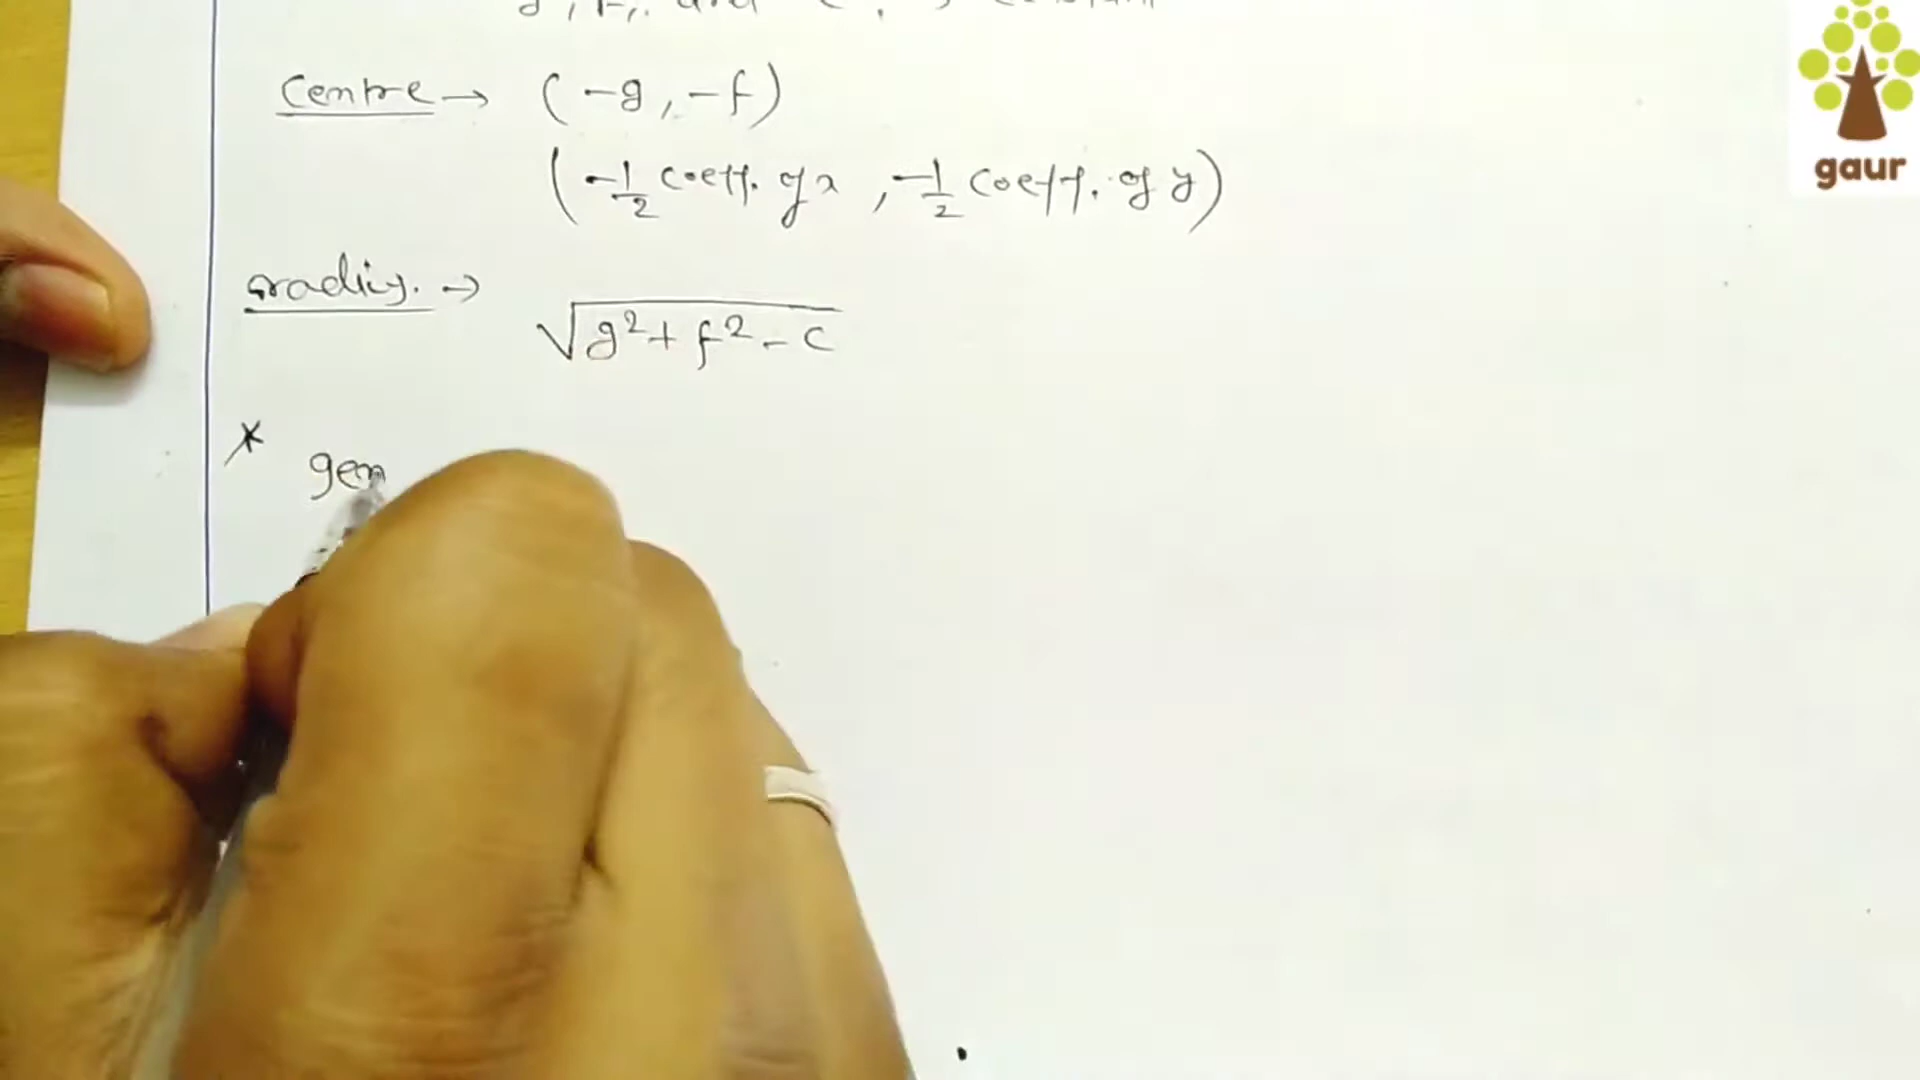 Centre → (-g, -f)
(-1/2 coeff. of x, -1/2 coeff. of y)
radius. →
√g²+f²-c
* gen
gaur